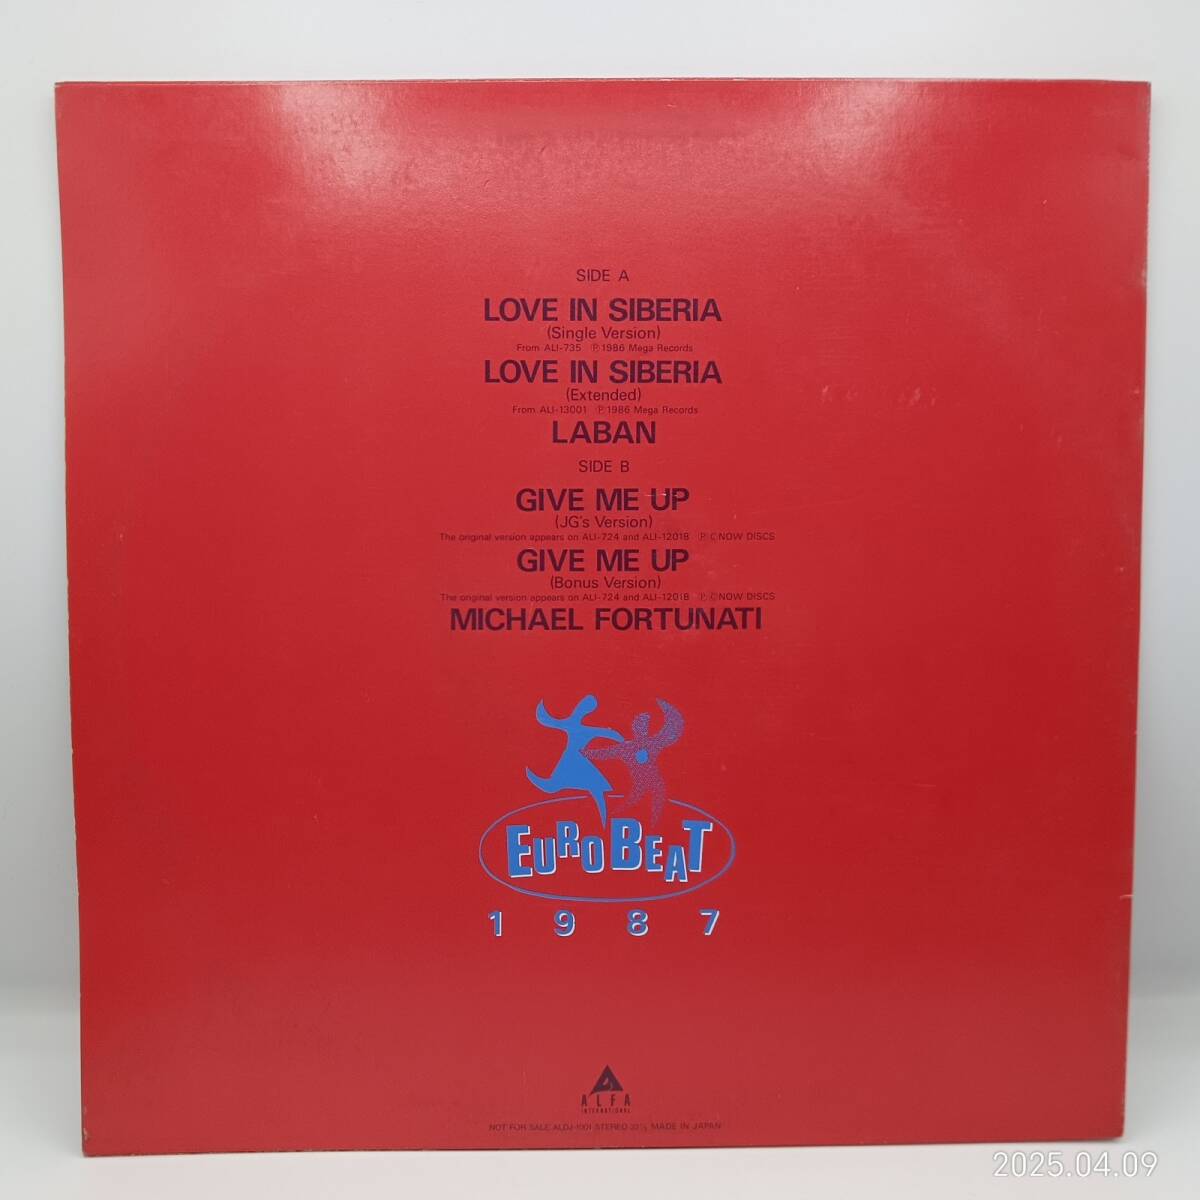 SIDE A
LOVE IN SIBERIA
(Single Version)
From ALI-735 ℗1986 Mega Records
LOVE IN SIBERIA
(Extended)
From ALI-13001 ℗1986 Mega Records
LABAN
SIDE B
GIVE ME UP
(JG's Version)
The original version appears on ALI-724 and ALI-12018 ℗ © NOW DISCS
GIVE ME UP
(Bonus Version)
The original version appears on ALI-724 and ALI-12018 ℗ © NOW DISCS
MICHAEL FORTUNATI
EUROBEAT
1987
ALFA
INTERNATIONAL
NOT FOR SALE ALDJ-1001 STEREO 33⅓ MADE IN JAPAN
2025.04.09